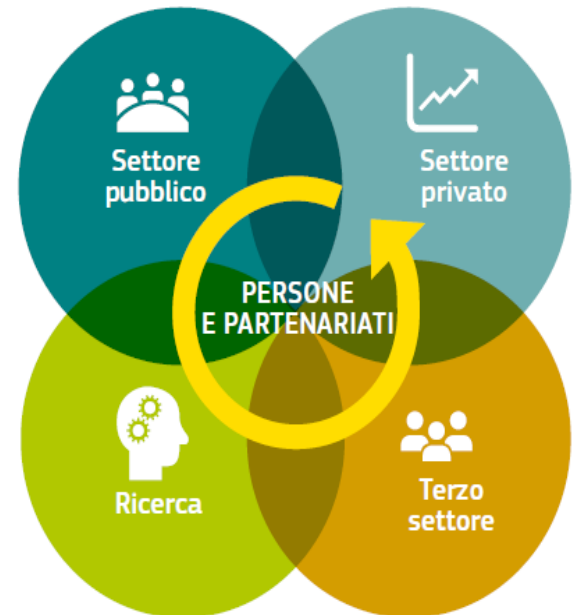 Settore
pubblico
Settore
privato
PERSONE
E PARTENARIATI
Ricerca
Terzo
settore